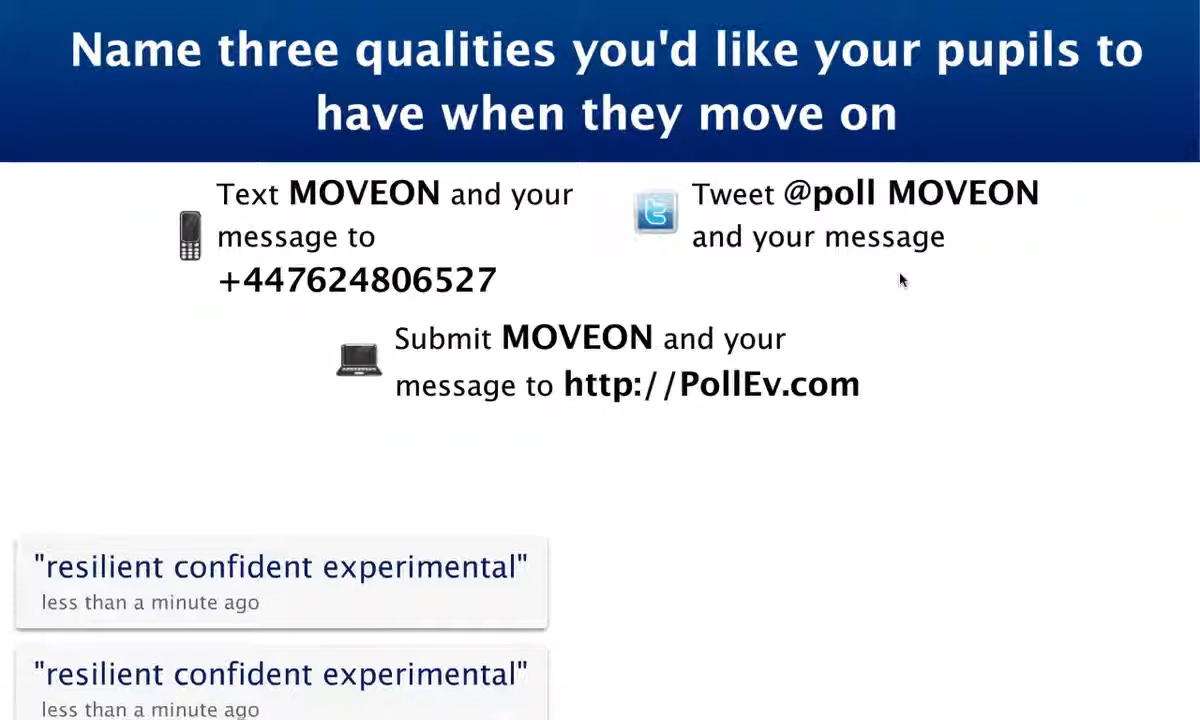 Name three qualities you'd like your pupils to
have when they move on
Text MOVEON and your
message to
+447624806527
Tweet @poll MOVEON
and your message
Submit MOVEON and your
message to http://PollEv.com
"resilient confident experimental"
less than a minute ago
"resilient confident experimental"
less than a minute ago